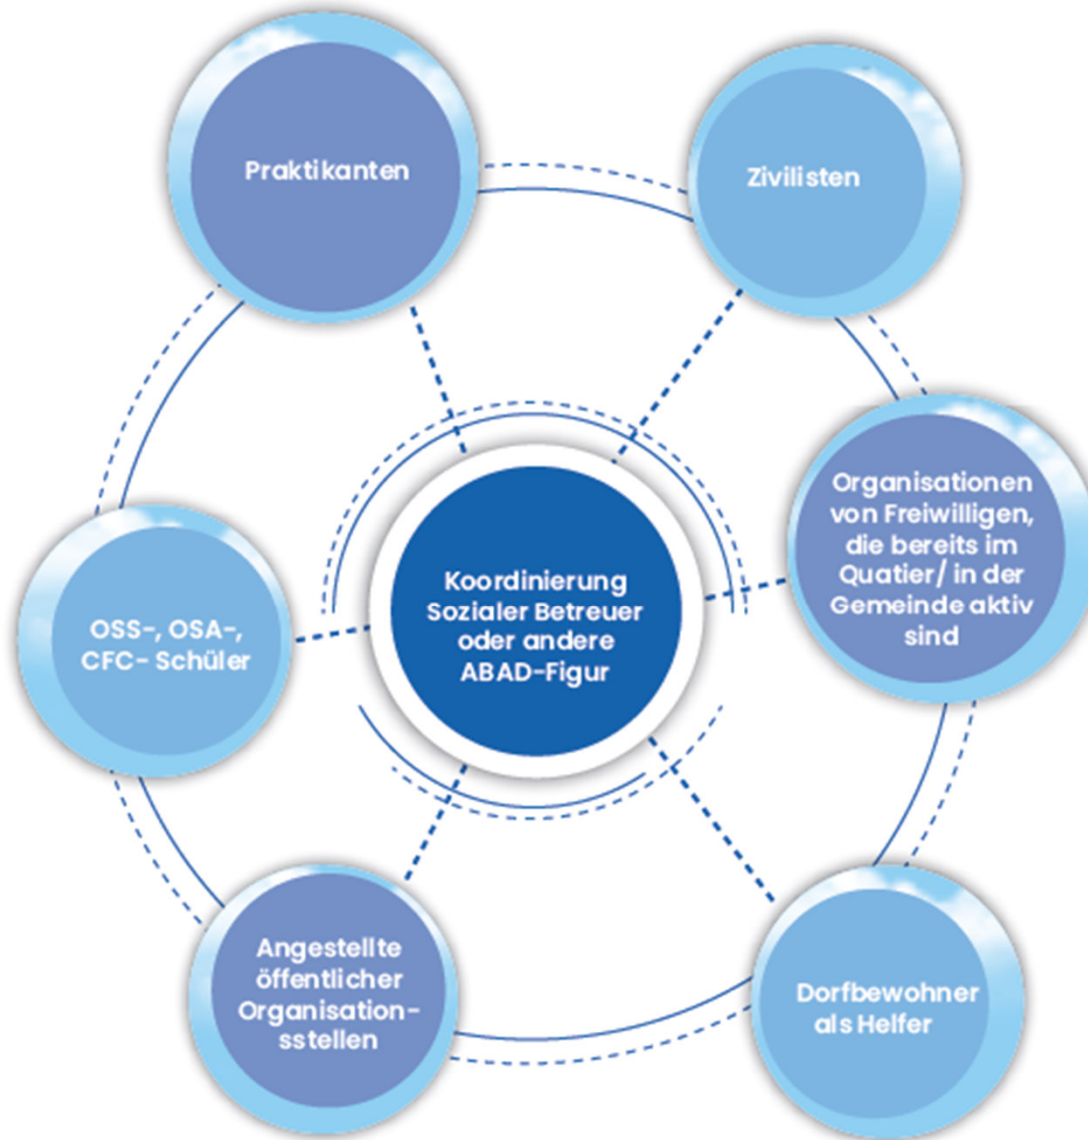 Praktikanten
Zivilisten
Organisationen
von Freiwilligen,
die bereits im
Quatier/ in der
Gemeinde aktiv
sind
Koordinierung
Sozialer Betreuer
oder andere
ABAD-Figur
OSS-, OSA-,
CFC- Schüler
Angestellte
öffentlicher
Organisation-
sstellen
Dorfbewohner
als Helfer